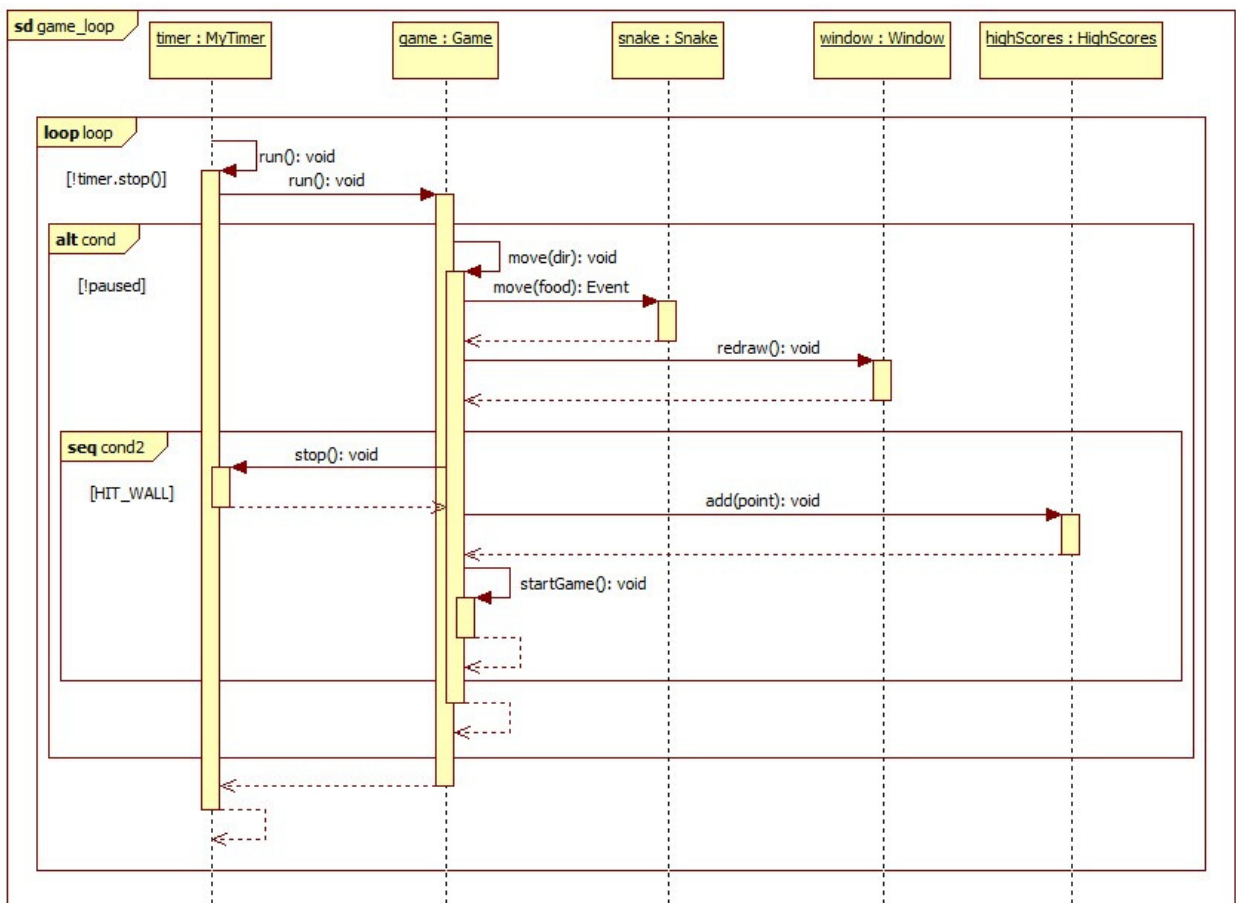 sd game_loop
timer : MyTimer
game : Game
snake : Snake
window : Window
highScores : HighScores
loop loop
run(): void
[!timer.stop()]
run(): void
alt cond
move(dir): void
[!paused]
move(food): Event
redraw(): void
seq cond2
stop(): void
[HIT_WALL]
add(point): void
startGame(): void